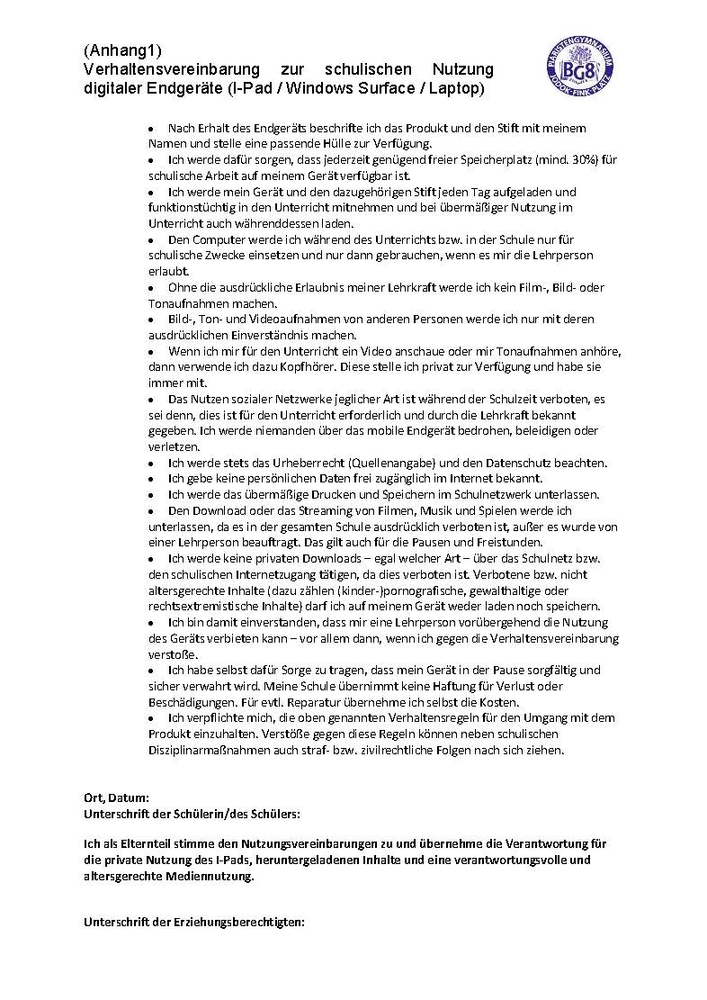 (Anhang1)
Verhaltensvereinbarung zur schulischen Nutzung
digitaler Endgeräte (I-Pad / Windows Surface / Laptop)
PIARISTENGYMNASIUM
BG8
JODOK-FINK-PLATZ
• Nach Erhalt des Endgeräts beschrifte ich das Produkt und den Stift mit meinem
Namen und stelle eine passende Hülle zur Verfügung.
• Ich werde dafür sorgen, dass jederzeit genügend freier Speicherplatz (mind. 30%) für
schulische Arbeit auf meinem Gerät verfügbar ist.
• Ich werde mein Gerät und den dazugehörigen Stift jeden Tag aufgeladen und
funktionstüchtig in den Unterricht mitnehmen und bei übermäßiger Nutzung im
Unterricht auch währenddessen laden.
• Den Computer werde ich während des Unterrichts bzw. in der Schule nur für
schulische Zwecke einsetzen und nur dann gebrauchen, wenn es mir die Lehrperson
erlaubt.
• Ohne die ausdrückliche Erlaubnis meiner Lehrkraft werde ich kein Film-, Bild- oder
Tonaufnahmen machen.
• Bild-, Ton- und Videoaufnahmen von anderen Personen werde ich nur mit deren
ausdrücklichen Einverständnis machen.
• Wenn ich mir für den Unterricht ein Video anschaue oder mir Tonaufnahmen anhöre,
dann verwende ich dazu Kopfhörer. Diese stelle ich privat zur Verfügung und habe sie
immer mit.
• Das Nutzen sozialer Netzwerke jeglicher Art ist während der Schulzeit verboten, es
sei denn, dies ist für den Unterricht erforderlich und durch die Lehrkraft bekannt
gegeben. Ich werde niemanden über das mobile Endgerät bedrohen, beleidigen oder
verletzen.
• Ich werde stets das Urheberrecht (Quellenangabe) und den Datenschutz beachten.
• Ich gebe keine persönlichen Daten frei zugänglich im Internet bekannt.
• Ich werde das übermäßige Drucken und Speichern im Schulnetzwerk unterlassen.
• Den Download oder das Streaming von Filmen, Musik und Spielen werde ich
unterlassen, da es in der gesamten Schule ausdrücklich verboten ist, außer es wurde von
einer Lehrperson beauftragt. Das gilt auch für die Pausen und Freistunden.
• Ich werde keine privaten Downloads – egal welcher Art – über das Schulnetz bzw.
den schulischen Internetzugang tätigen, da dies verboten ist. Verbotene bzw. nicht
altersgerechte Inhalte (dazu zählen (kinder-)pornografische, gewalthaltige oder
rechtsextremistische Inhalte) darf ich auf meinem Gerät weder laden noch speichern.
• Ich bin damit einverstanden, dass mir eine Lehrperson vorübergehend die Nutzung
des Geräts verbieten kann – vor allem dann, wenn ich gegen die Verhaltensvereinbarung
verstoße.
• Ich habe selbst dafür Sorge zu tragen, dass mein Gerät in der Pause sorgfältig und
sicher verwahrt wird. Meine Schule übernimmt keine Haftung für Verlust oder
Beschädigungen. Für evtl. Reparatur übernehme ich selbst die Kosten.
• Ich verpflichte mich, die oben genannten Verhaltensregeln für den Umgang mit dem
Produkt einzuhalten. Verstöße gegen diese Regeln können neben schulischen
Disziplinarmaßnahmen auch straf- bzw. zivilrechtliche Folgen nach sich ziehen.
Ort, Datum:
Unterschrift der Schülerin/des Schülers:
Ich als Elternteil stimme den Nutzungsvereinbarungen zu und übernehme die Verantwortung für
die private Nutzung des I-Pads, heruntergeladenen Inhalte und eine verantwortungsvolle und
altersgerechte Mediennutzung.
Unterschrift der Erziehungsberechtigten: